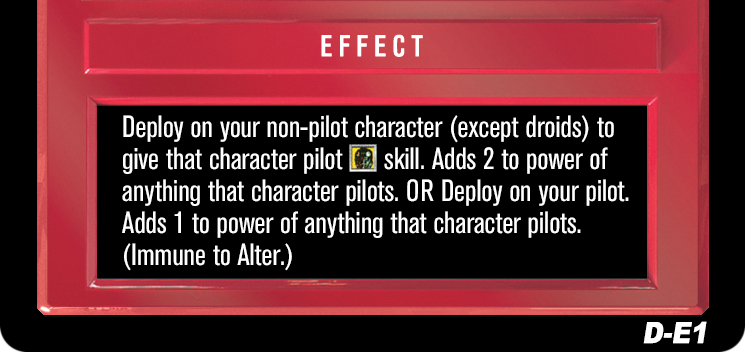 EFFECT
Deploy on your non-pilot character (except droids) to
give that character pilot skill. Adds 2 to power of
anything that character pilots. OR Deploy on your pilot.
Adds 1 to power of anything that character pilots.
(Immune to Alter.)
D-E1